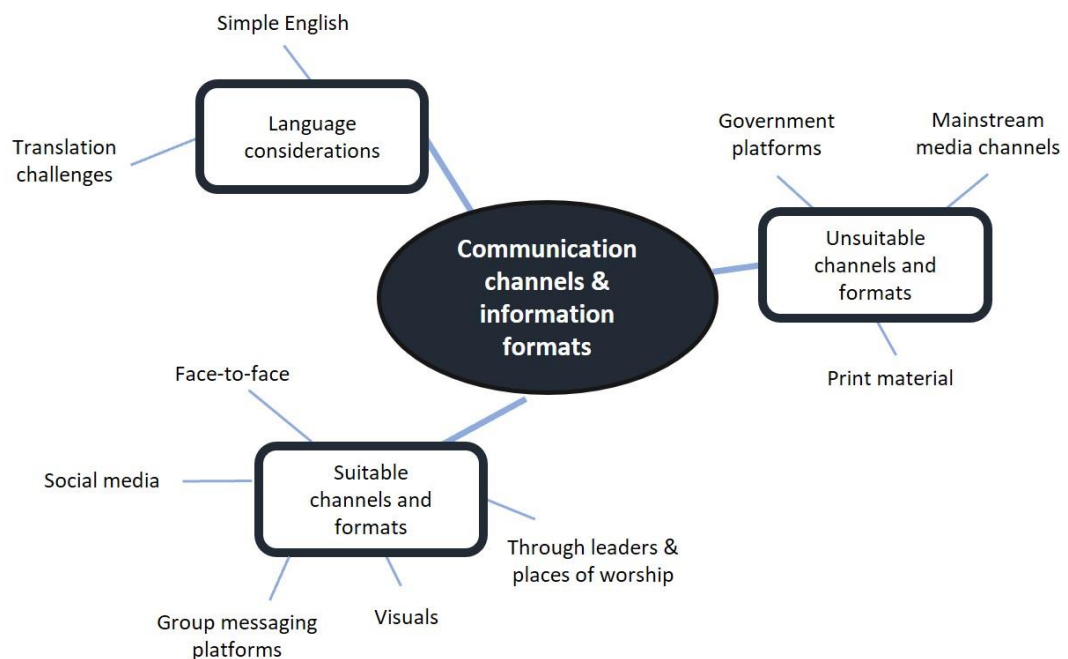 Simple English
Language
considerations
Translation
challenges
Government
platforms
Mainstream
media channels
Unsuitable
channels and
formats
Print material
Communication
channels &
information
formats
Face-to-face
Social media
Suitable
channels and
formats
Through leaders &
places of worship
Visuals
Group messaging
platforms